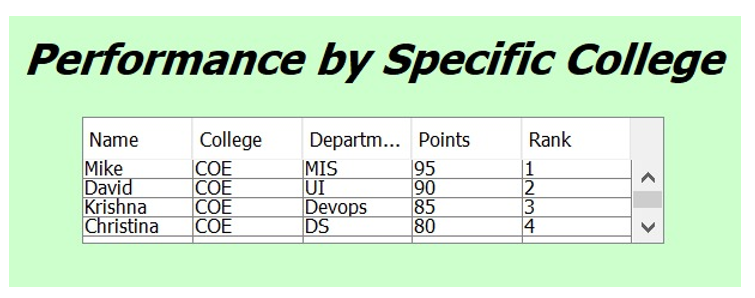 Performance by Specific College
Name College Departm... Points Rank
Mike COE MIS 95 1
David COE UI 90 2
Krishna COE Devops 85 3
Christina COE DS 80 4